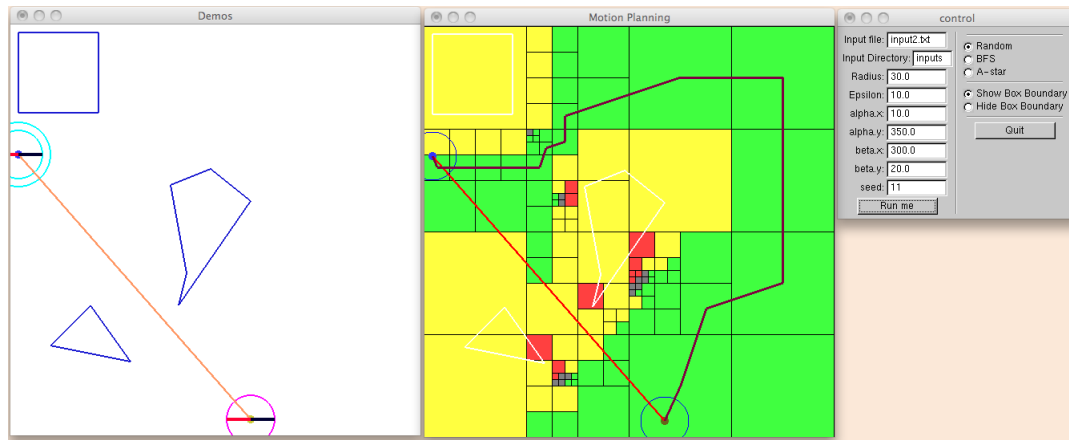 Demos
Motion Planning
control
Input file: input2.txt
Input Directory: inputs
Radius: 30.0
Epsilon: 10.0
alpha.x: 10.0
alpha.y: 350.0
beta.x: 300.0
beta.y: 20.0
seed: 11
Run me
Random
BFS
A-star
Show Box Boundary
Hide Box Boundary
Quit